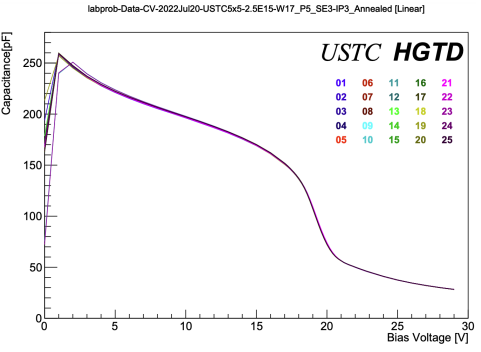 labprob-Data-CV-2022Jul20-USTC5x5-2.5E15-W17_P5_SE3-IP3_Annealed [Linear]
Capacitance[pF]
USTC HGTD
01 06 11 16 21
02 07 12 17 22
03 08 13 18 23
04 09 14 19 24
05 10 15 20 25
250
200
150
100
50
0
0 5 10 15 20 25 30
Bias Voltage [V]